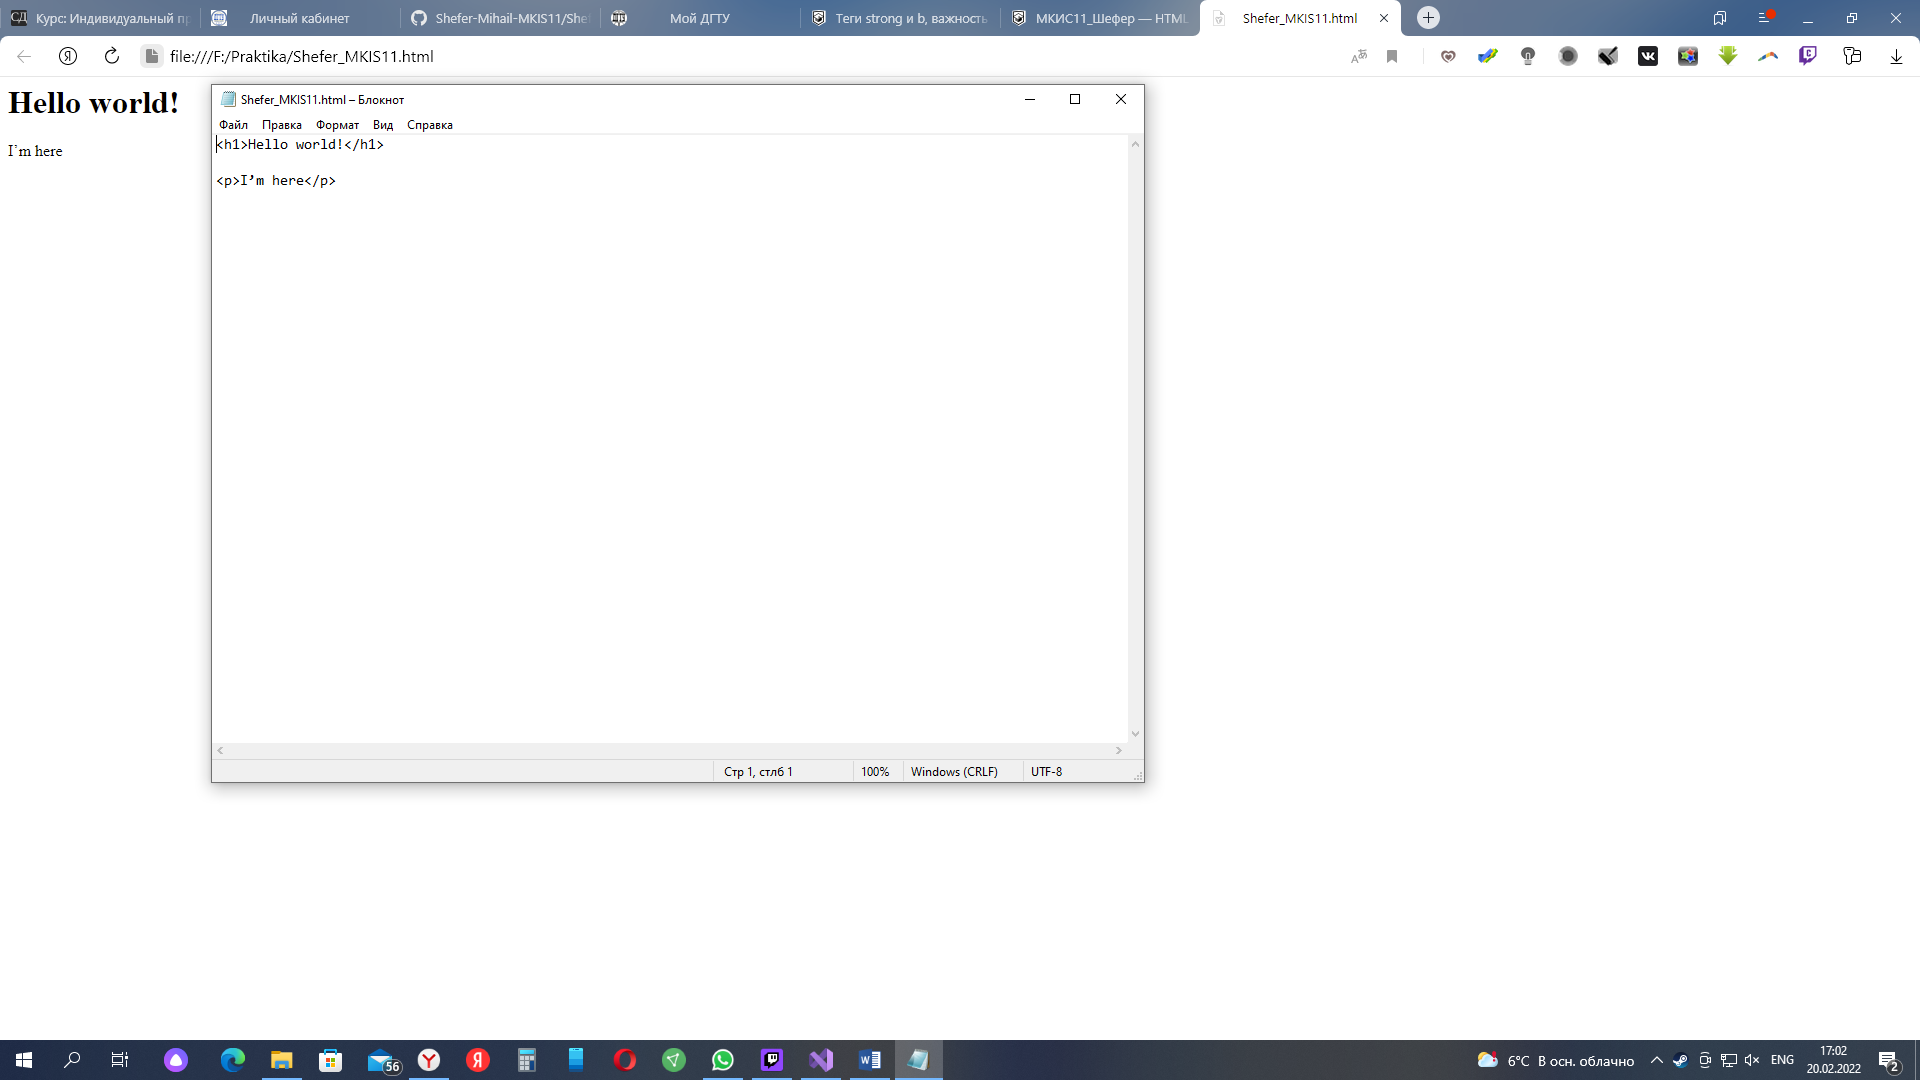 Курс: Индивидуальный пр
Личный кабинет
Shefer-Mihail-MKIS11/She
Мой ДГТУ
Теги strong и b, важность
МКИС11_Шефер — HTML
Shefer_MKIS11.html
file:///F:/Praktika/Shefer_MKIS11.html
Hello world!
I’m here
Shefer_MKIS11.html – Блокнот
Файл Правка Формат Вид Справка
<h1>Hello world!</h1>
<p>I’m here</p>
Стр 1, стлб 1
100%
Windows (CRLF)
UTF-8
56
6°C В осн. облачно
ENG
17:02
20.02.2022
2